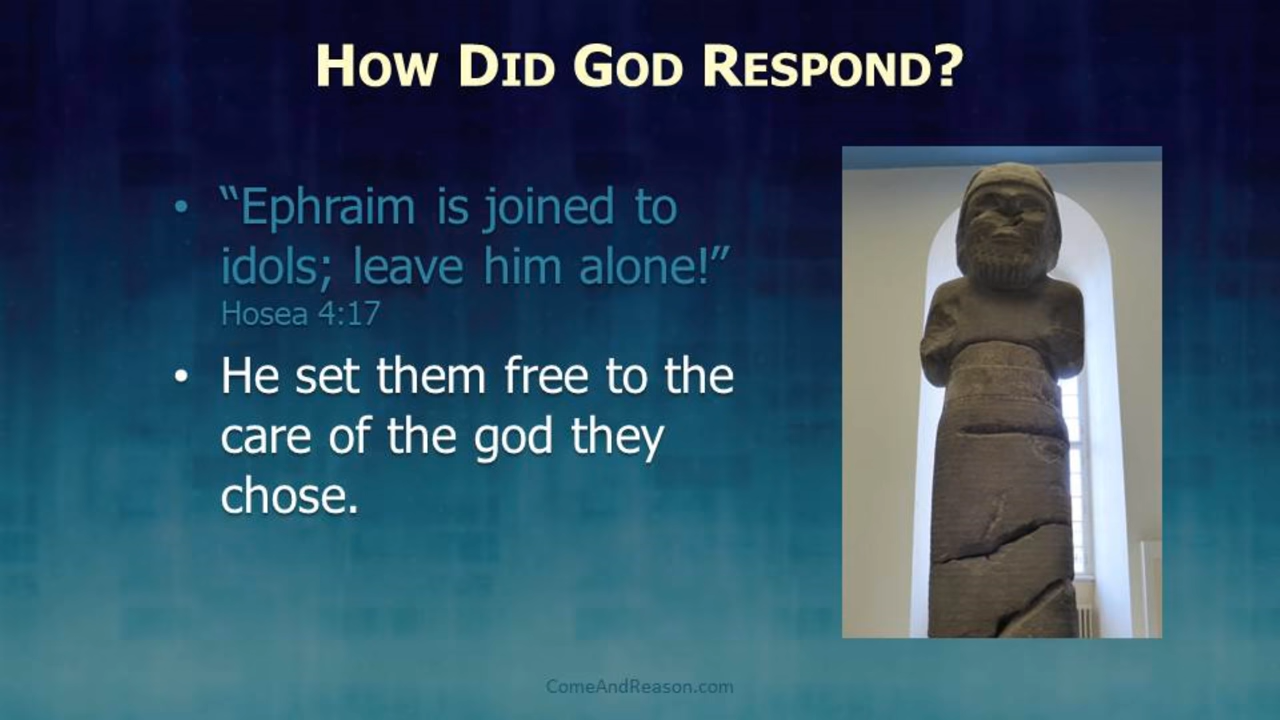 HOW DID GOD RESPOND?
• “Ephraim is joined to
idols; leave him alone!”
Hosea 4:17
• He set them free to the
care of the god they
chose.
ComeAndReason.com